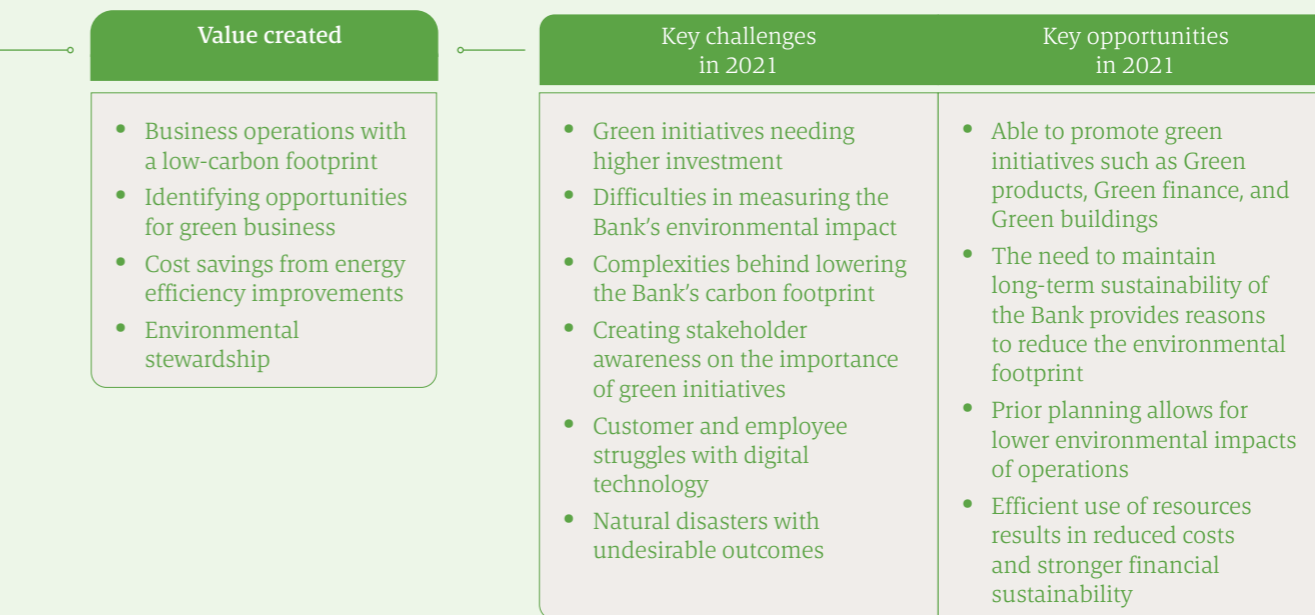 Value created
• Business operations with
a low-carbon footprint
• Identifying opportunities
for green business
• Cost savings from energy
efficiency improvements
• Environmental
stewardship
Key challenges
in 2021
• Green initiatives needing
higher investment
• Difficulties in measuring the
Bank’s environmental impact
• Complexities behind lowering
the Bank’s carbon footprint
• Creating stakeholder
awareness on the importance
of green initiatives
• Customer and employee
struggles with digital
technology
• Natural disasters with
undesirable outcomes
Key opportunities
in 2021
• Able to promote green
initiatives such as Green
products, Green finance, and
Green buildings
• The need to maintain
long-term sustainability of
the Bank provides reasons
to reduce the environmental
footprint
• Prior planning allows for
lower environmental impacts
of operations
• Efficient use of resources
results in reduced costs
and stronger financial
sustainability